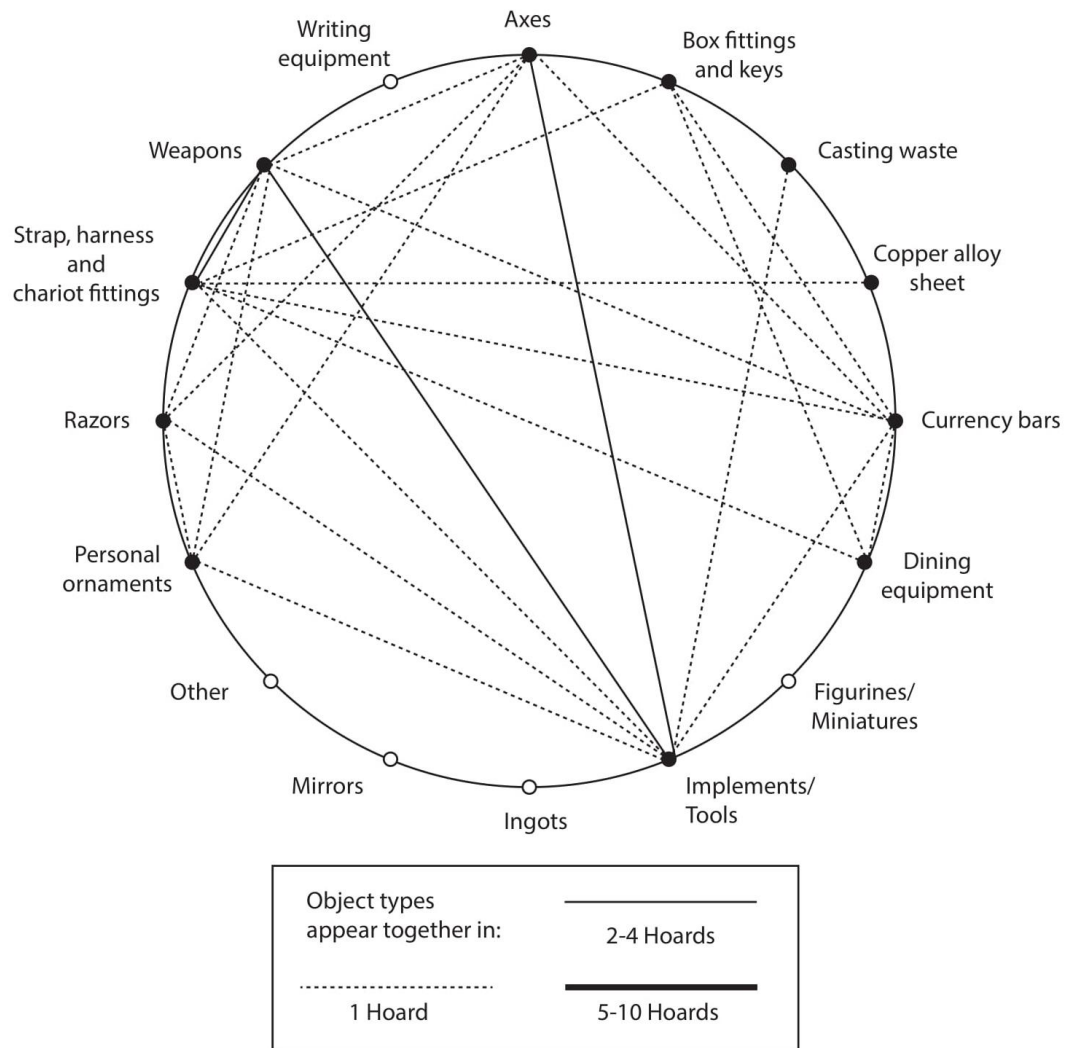 Axes
Writing
equipment
Box fittings
and keys
Weapons
Casting waste
Strap, harness
and
chariot fittings
Copper alloy
sheet
Razors
Currency bars
Personal
ornaments
Dining
equipment
Other
Figurines/
Miniatures
Mirrors
Ingots
Implements/
Tools
Object types
appear together in:
2-4 Hoards
1 Hoard
5-10 Hoards